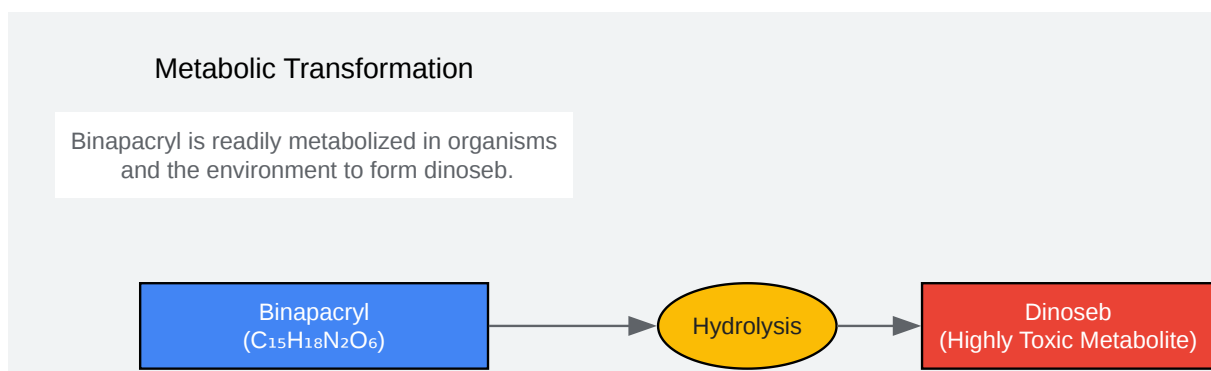 Metabolic Transformation
Binapacryl is readily metabolized in organisms
and the environment to form dinoseb.
Binapacryl
(C₁₅H₁₈N₂O₆)
Hydrolysis
Dinoseb
(Highly Toxic Metabolite)